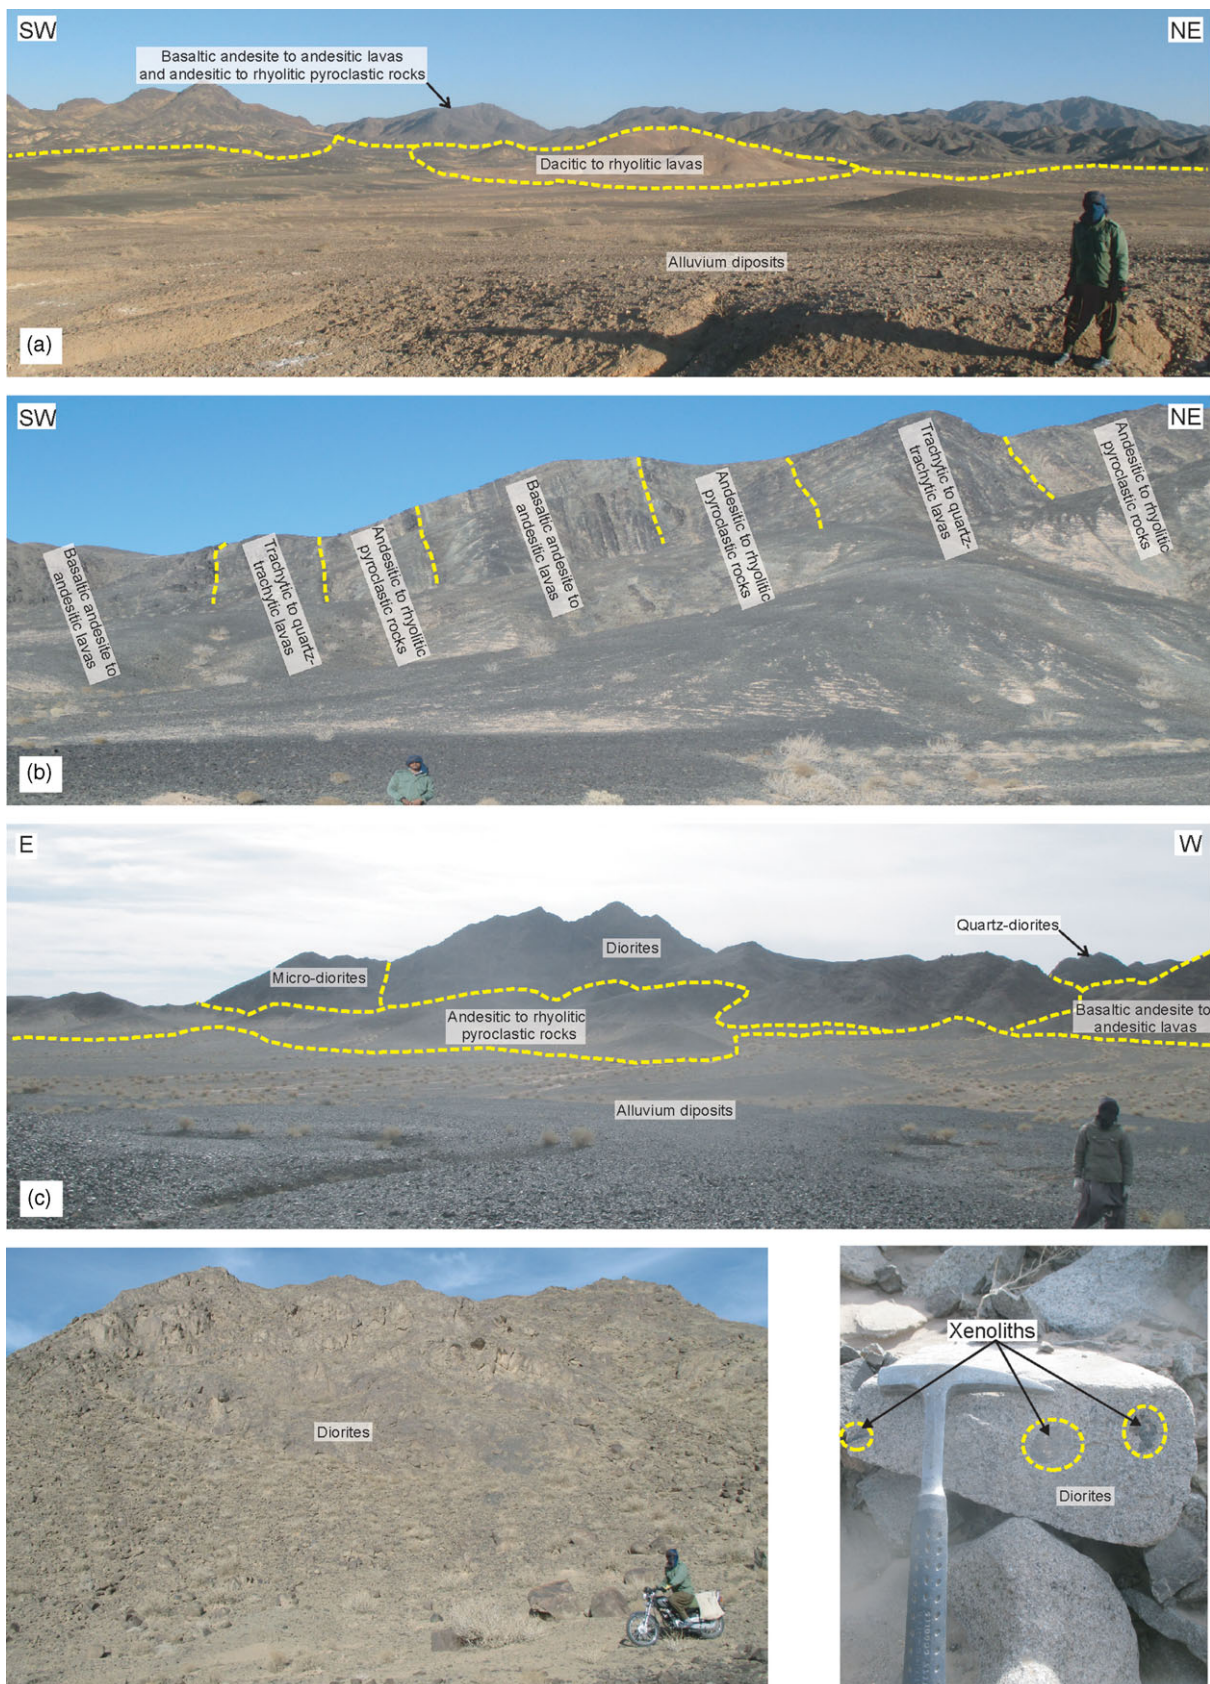 SW
NE
Basaltic andesite to andesitic lavas
and andesitic to rhyolitic pyroclastic rocks
Dacitic to rhyolitic lavas
Alluvium diposits
(a)
SW
NE
Basaltic andesite to
andesitic lavas
Trachytic to quartz-
trachytic lavas
Andesitic to rhyolitic
pyroclastic rocks
Basaltic andesite to
andesitic lavas
Andesitic to rhyolitic
pyroclastic rocks
Trachytic to quartz-
trachytic lavas
Andesitic to rhyolitic
pyroclastic rocks
(b)
E
W
Quartz-diorites
Diorites
Micro-diorites
Andesitic to rhyolitic
pyroclastic rocks
Basaltic andesite to
andesitic lavas
Alluvium diposits
(c)
Diorites
Xenoliths
Diorites